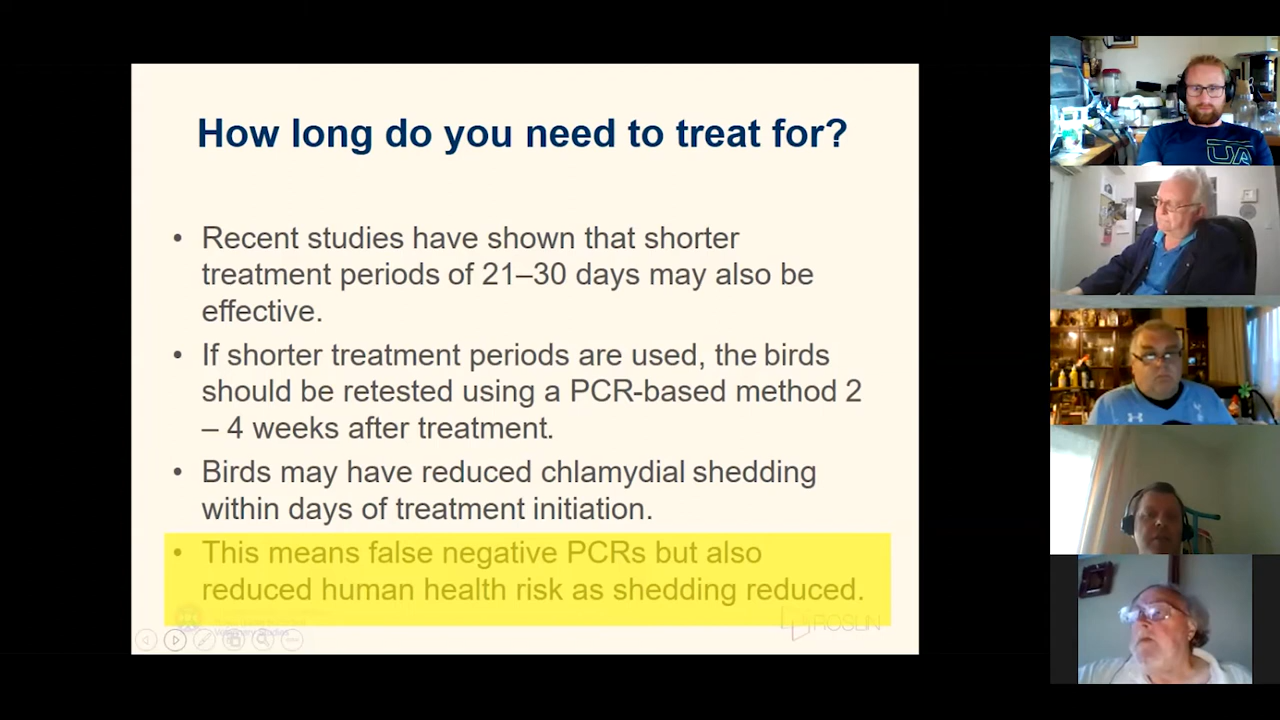 How long do you need to treat for?
• Recent studies have shown that shorter
treatment periods of 21–30 days may also be
effective.
• If shorter treatment periods are used, the birds
should be retested using a PCR-based method 2
– 4 weeks after treatment.
• Birds may have reduced chlamydial shedding
within days of treatment initiation.
• This means false negative PCRs but also
reduced human health risk as shedding reduced.
ROSLIN
UA